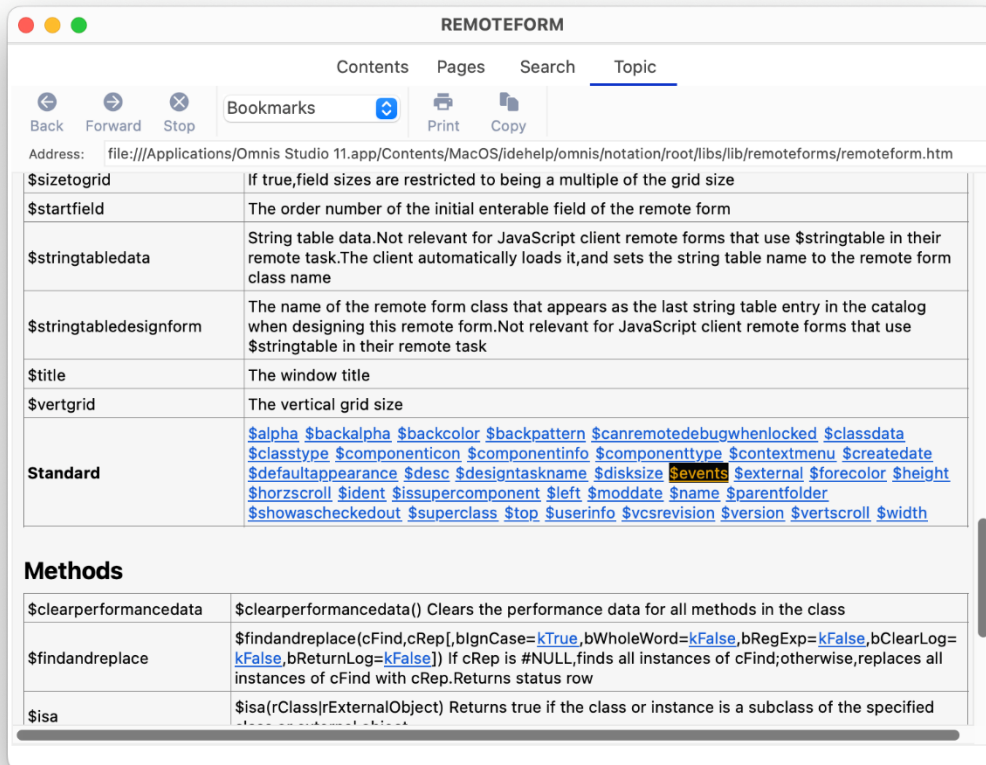 REMOTEFORM
Contents Pages Search Topic
Back Forward Stop Bookmarks Print Copy
Address: file:///Applications/Omnis Studio 11.app/Contents/MacOS/idehelp/omnis/notation/root/libs/lib/remoteforms/remoteform.htm
$sizetogrid If true,field sizes are restricted to being a multiple of the grid size
$startfield The order number of the initial enterable field of the remote form
$stringtabledata
String table data.Not relevant for JavaScript client remote forms that use $stringtable in their
remote task.The client automatically loads it,and sets the string table name to the remote form
class name
$stringtabledesignform
The name of the remote form class that appears as the last string table entry in the catalog
when designing this remote form.Not relevant for JavaScript client remote forms that use
$stringtable in their remote task
$title The window title
$vertgrid The vertical grid size
Standard
$alpha $backalpha $backcolor $backpattern $canremotedebugwhenlocked $classdata
$classtype $componenticon $componentinfo $componenttype $contextmenu $createdate
$defaultappearance $desc $designtaskname $disksize $events $external $forecolor $height
$horzscroll $ident $issupercomponent $left $moddate $name $parentfolder
$showascheckedout $superclass $top $userinfo $vcsrevision $version $vertscroll $width
Methods
$clearperformancedata $clearperformancedata() Clears the performance data for all methods in the class
$findandreplace
$findandreplace(cFind,cRep[,bIgnCase=kTrue,bWholeWord=kFalse,bRegExp=kFalse,bClearLog=
kFalse,bReturnLog=kFalse]) If cRep is #NULL,finds all instances of cFind;otherwise,replaces all
instances of cFind with cRep.Returns status row
$isa
$isa(rClass|rExternalObject) Returns true if the class or instance is a subclass of the specified